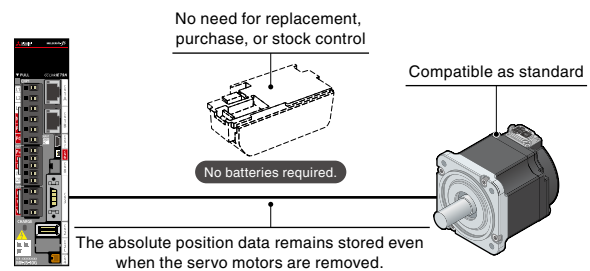 No need for replacement,
purchase, or stock control
Compatible as standard
No batteries required.
The absolute position data remains stored even
when the servo motors are removed.